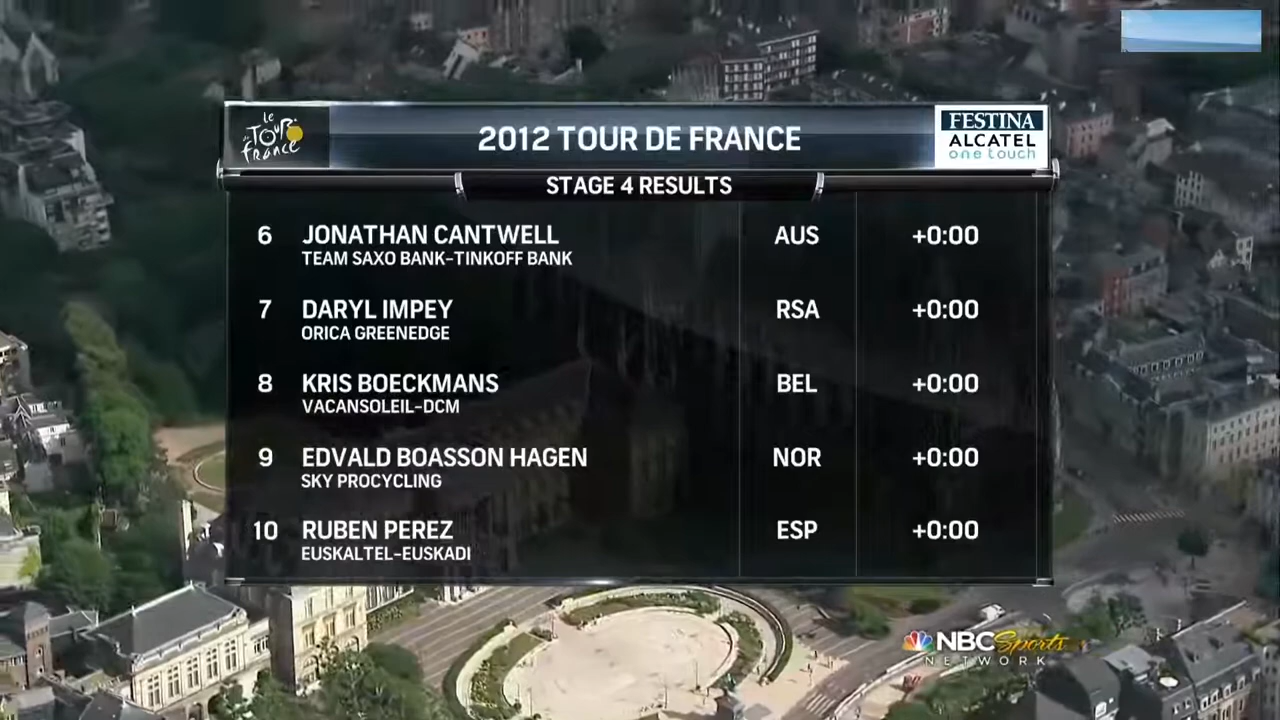 le
TOUR
de
FRANCE
2012 TOUR DE FRANCE
FESTINA
ALCATEL
one touch
STAGE 4 RESULTS
6 JONATHAN CANTWELL AUS +0:00
TEAM SAXO BANK-TINKOFF BANK
7 DARYL IMPEY RSA +0:00
ORICA GREENEDGE
8 KRIS BOECKMANS BEL +0:00
VACANSOLEIL-DCM
9 EDVALD BOASSON HAGEN NOR +0:00
SKY PROCYCLING
10 RUBEN PEREZ ESP +0:00
EUSKALTEL-EUSKADI
NBC Sports
NETWORK